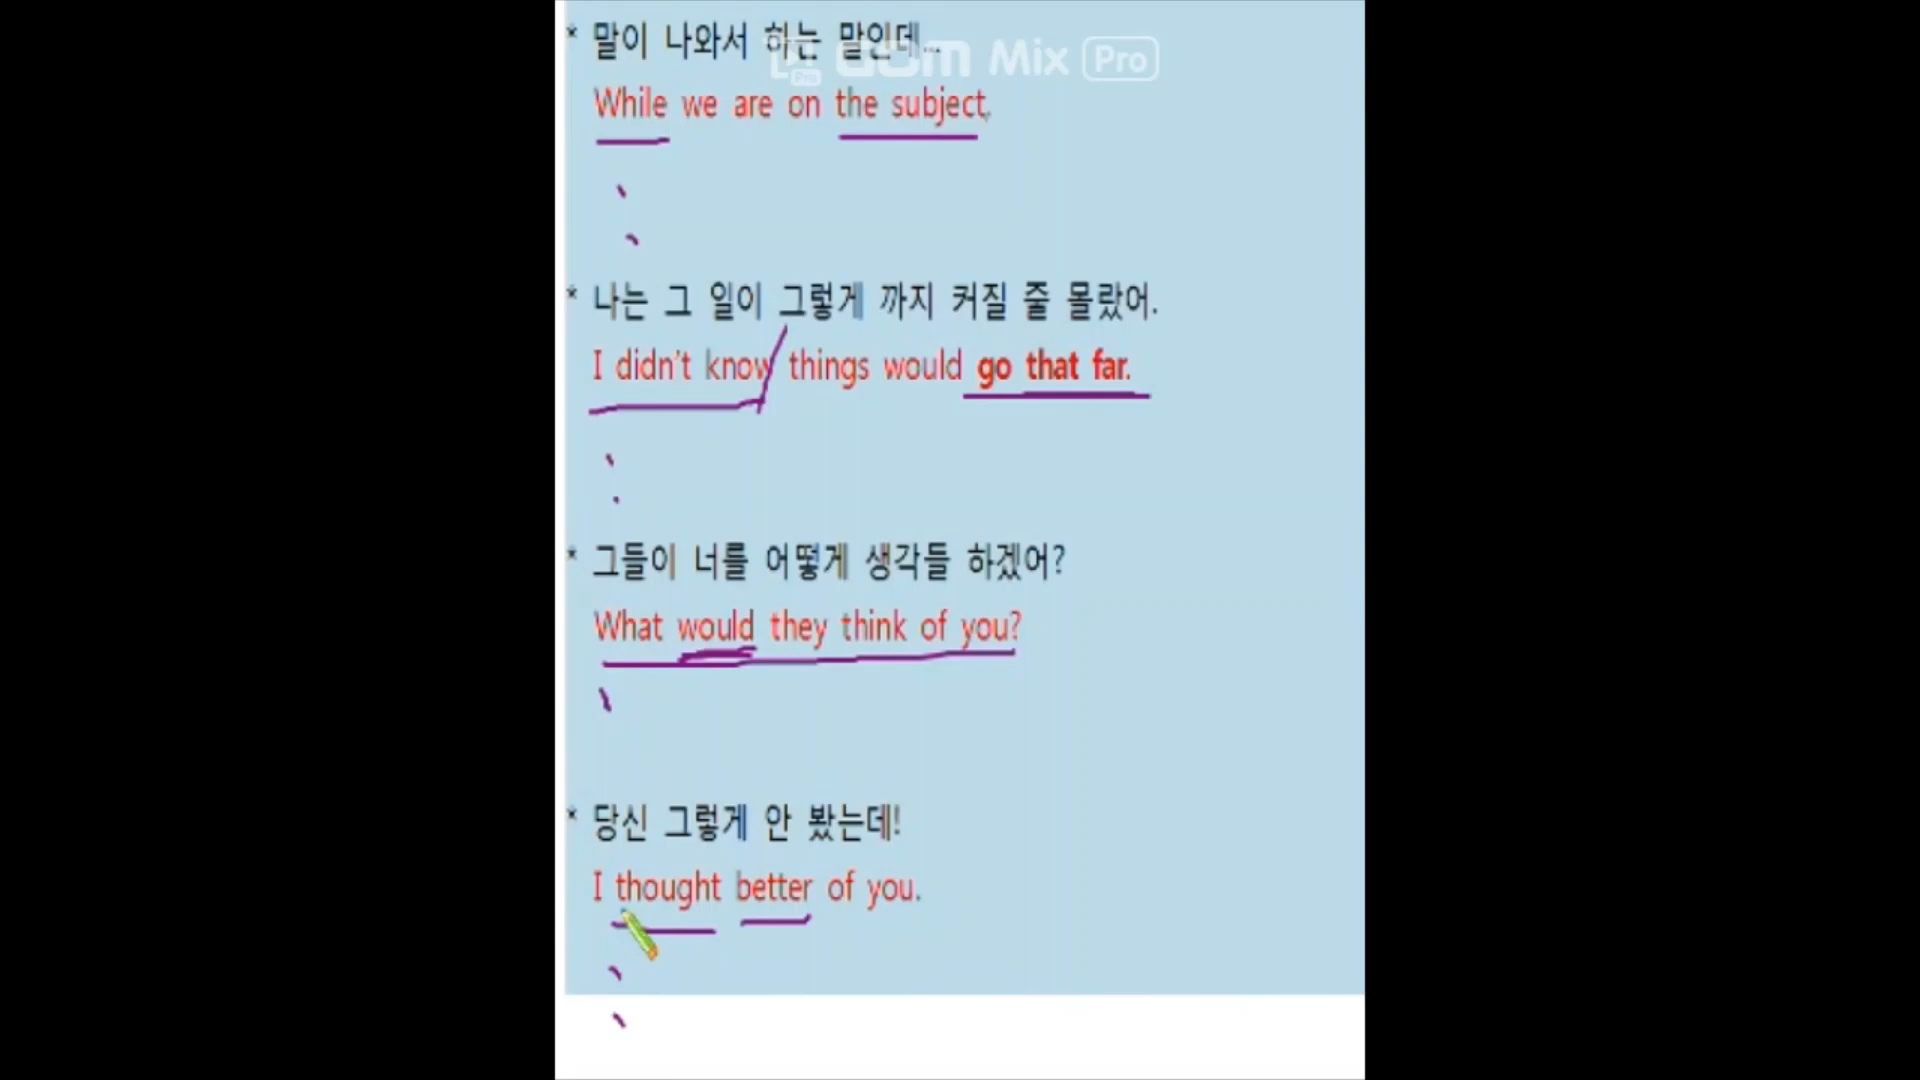 * 말이 나와서 하는 말인데...
GOM Mix Pro
While we are on the subject,
* 나는 그 일이 그렇게 까지 커질 줄 몰랐어.
I didn't know things would go that far.
* 그들이 너를 어떻게 생각들 하겠어?
What would they think of you?
* 당신 그렇게 안 봤는데!
I thought better of you.